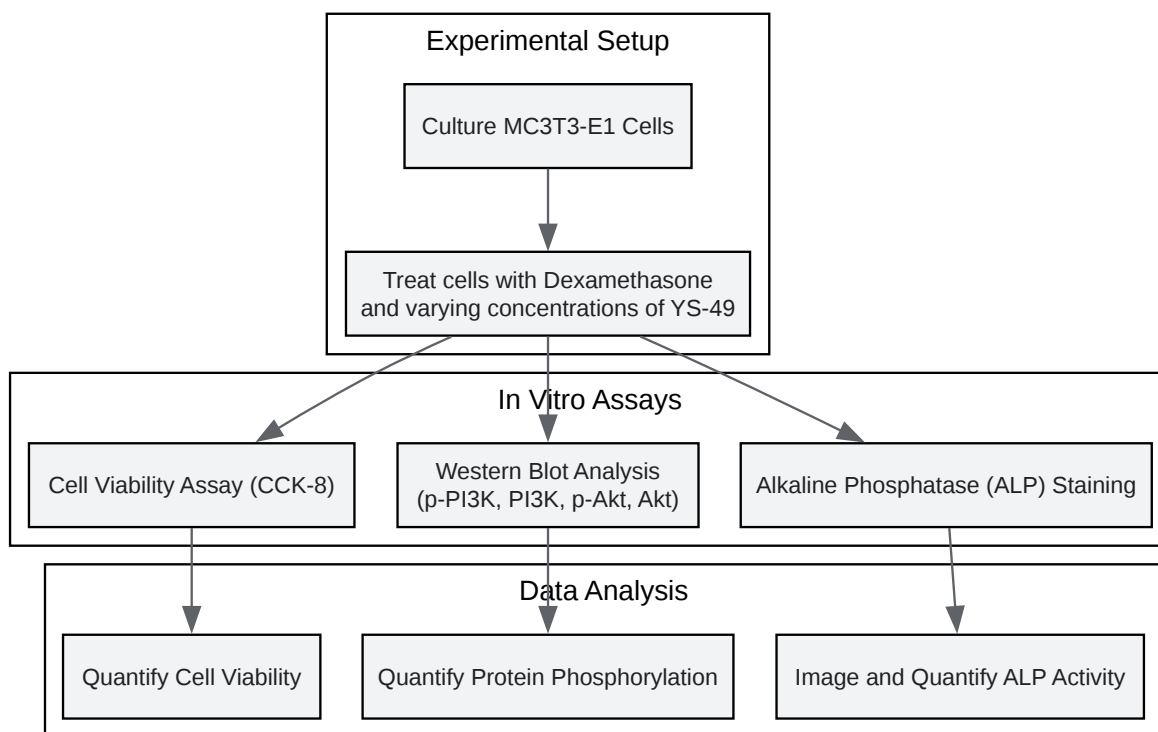 Experimental Setup
Culture MC3T3-E1 Cells
Treat cells with Dexamethasone
and varying concentrations of YS-49
In Vitro Assays
Cell Viability Assay (CCK-8)
Western Blot Analysis
(p-PI3K, PI3K, p-Akt, Akt)
Alkaline Phosphatase (ALP) Staining
Data Analysis
Quantify Cell Viability
Quantify Protein Phosphorylation
Image and Quantify ALP Activity